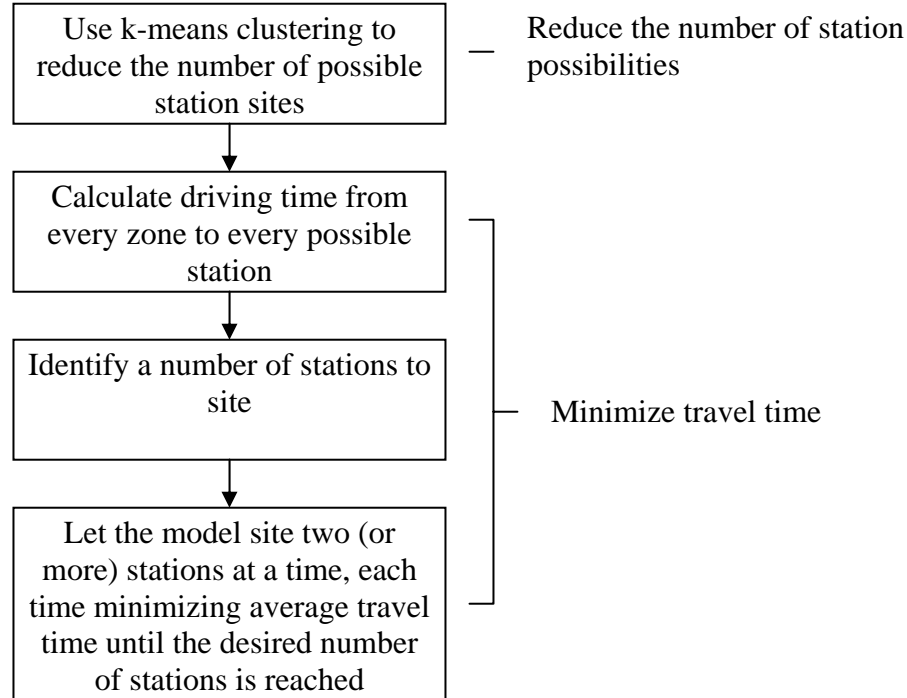 Use k-means clustering to
reduce the number of possible
station sites
Reduce the number of station
possibilities
Calculate driving time from
every zone to every possible
station
Identify a number of stations to
site
Minimize travel time
Let the model site two (or
more) stations at a time, each
time minimizing average travel
time until the desired number
of stations is reached